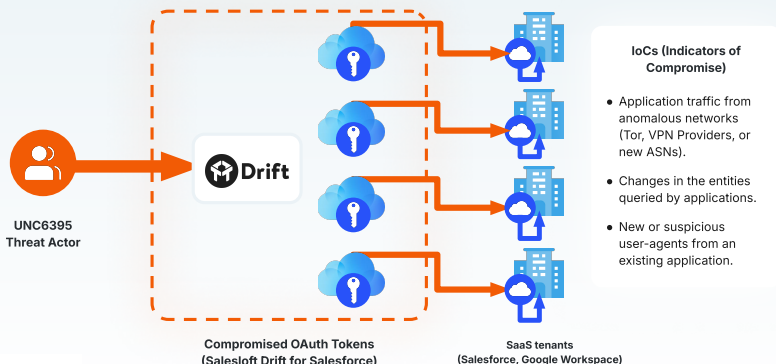 UNC6395
Threat Actor
Drift
Compromised OAuth Tokens
(Salesloft Drift for Salesforce)
SaaS tenants
(Salesforce, Google Workspace)
IoCs (Indicators of
Compromise)
● Application traffic from
anomalous networks
(Tor, VPN Providers, or
new ASNs).
● Changes in the entities
queried by applications.
● New or suspicious
user-agents from an
existing application.